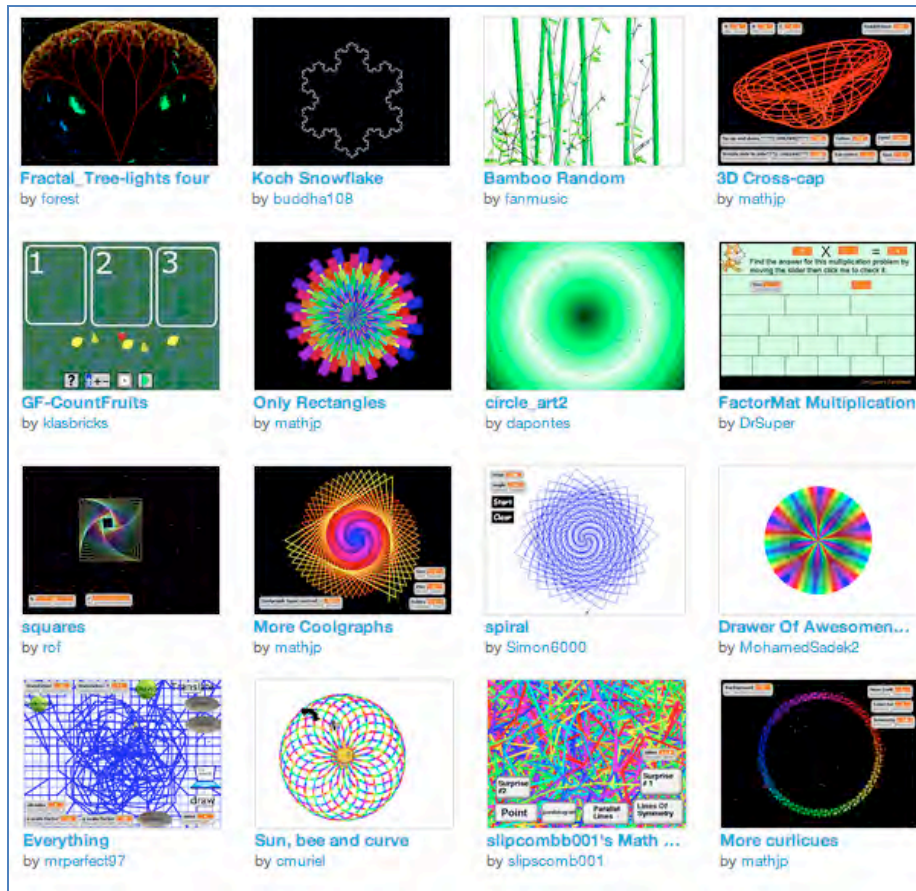 Fractal_Tree-lights four
by forest
Koch Snowflake
by buddha108
Bamboo Random
by fanmusic
3D Cross-cap
by mathjp
1 2 3
? +-
GF-CountFruits
by klasbricks
Only Rectangles
by mathjp
circle_art2
by dapontes
X =
Find the answer for this multiplication problem by
moving the slider then click me to check it.
FactorMat Multiplication
by DrSuper
squares
by rof
More Coolgraphs
by mathjp
Start
Clear
spiral
by Simon6000
Drawer Of Awesomen...
by MohamedSadek2
draw
Everything
by mrperfect97
Sun, bee and curve
by cmuriel
Surprise
#2
Surprise
# 1
Point
Parallel
Lines
Lines Of
Symmetry
slipcombb001's Math ...
by slipscomb001
More curlicues
by mathjp